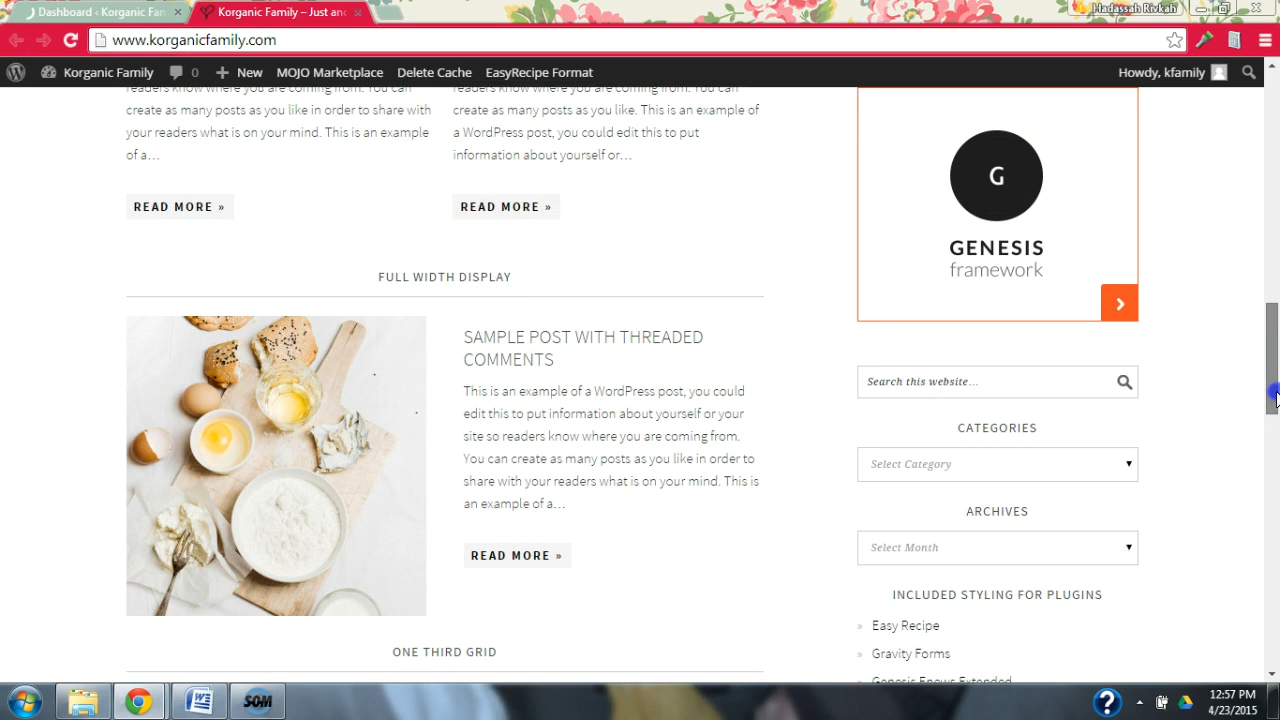 Dashboard ‹ Korganic Fam
Korganic Family – Just and
Hadassah Rivkah
www.korganicfamily.com
Korganic Family
0
New
MOJO Marketplace
Delete Cache
EasyRecipe Format
Howdy, kfamily
readers know where you are coming from. You can
create as many posts as you like in order to share with
your readers what is on your mind. This is an example
of a…
READ MORE »
readers know where you are coming from. You can
create as many posts as you like. This is an example of
a WordPress post, you could edit this to put
information about yourself or…
READ MORE »
G
GENESIS
framework
FULL WIDTH DISPLAY
SAMPLE POST WITH THREADED
COMMENTS
This is an example of a WordPress post, you could
edit this to put information about yourself or your
site so readers know where you are coming from.
You can create as many posts as you like in order to
share with your readers what is on your mind. This is
an example of a…
READ MORE »
ONE THIRD GRID
Search this website…
CATEGORIES
Select Category
ARCHIVES
Select Month
INCLUDED STYLING FOR PLUGINS
» Easy Recipe
» Gravity Forms
» Genesis Enews Extended
SOM
12:57 PM
4/23/2015